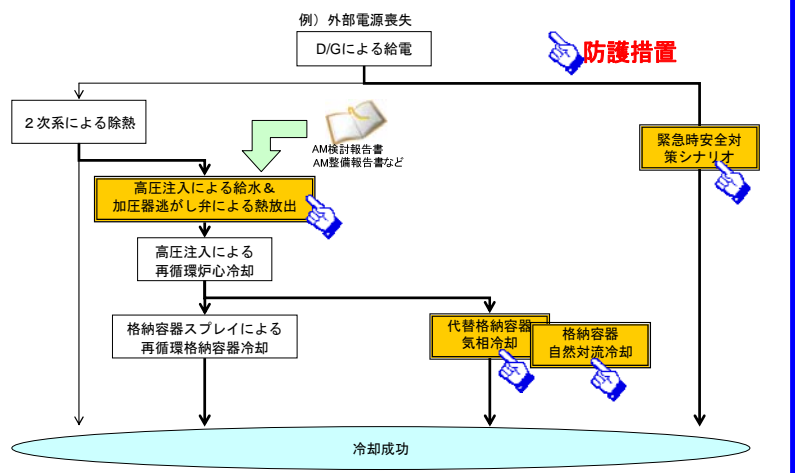 例）外部電源喪失
D/Gによる給電
防護措置
２次系による除熱
AM検討報告書
AM整備報告書など
緊急時安全対
策シナリオ
高圧注入による給水＆
加圧器逃がし弁による熱放出
高圧注入による
再循環炉心冷却
格納容器スプレイによる
再循環格納容器冷却
代替格納容器
気相冷却
格納容器
自然対流冷却
冷却成功